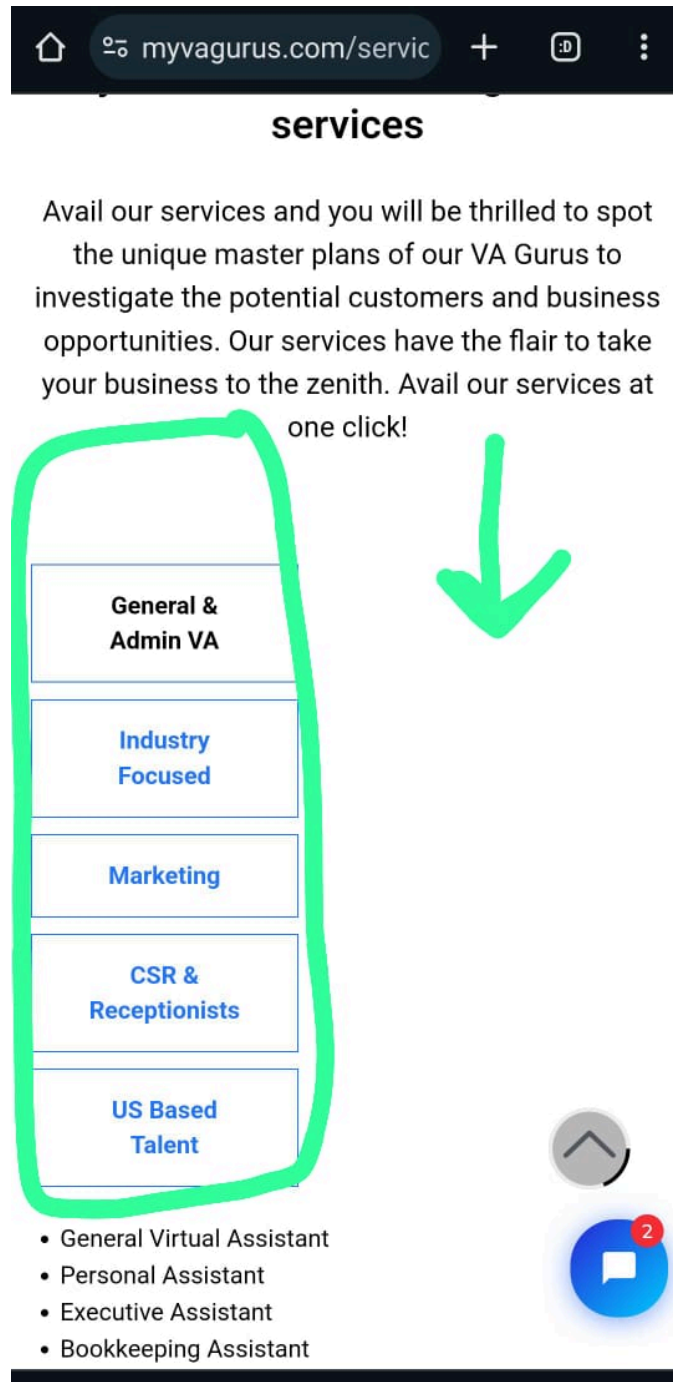 myvagurus.com/servic
:D
services
Avail our services and you will be thrilled to spot
the unique master plans of our VA Gurus to
investigate the potential customers and business
opportunities. Our services have the flair to take
your business to the zenith. Avail our services at
one click!
General &
Admin VA
Industry
Focused
Marketing
CSR &
Receptionists
US Based
Talent
2
• General Virtual Assistant
• Personal Assistant
• Executive Assistant
• Bookkeeping Assistant